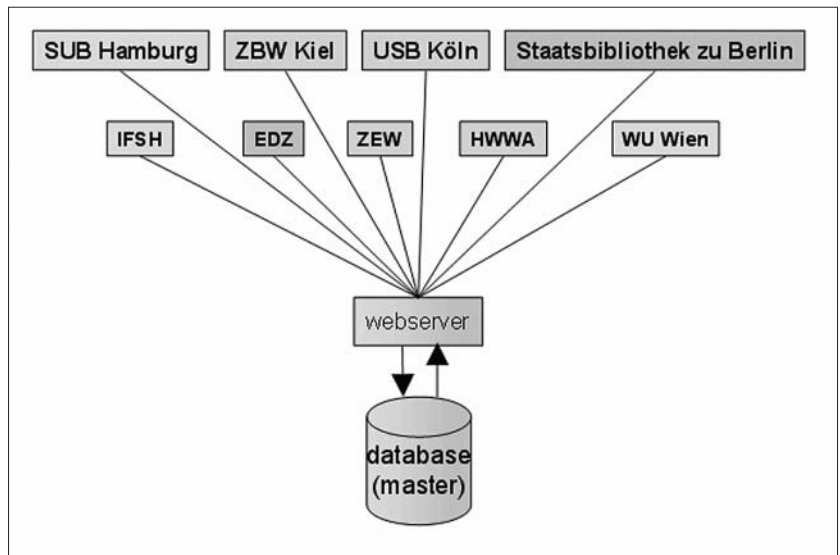 SUB Hamburg
ZBW Kiel
USB Köln
Staatsbibliothek zu Berlin
IFSH
EDZ
ZEW
HWWA
WU Wien
webserver
database
(master)